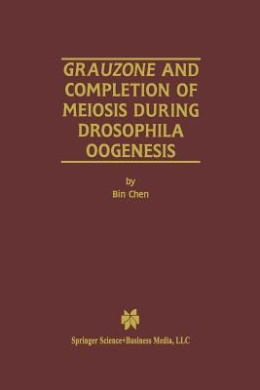 GRAUZONE AND
COMPLETION OF
MEIOSIS DURING
DROSOPHILA
OOGENESIS
by
Bin Chen
Springer Science+Business Media, LLC